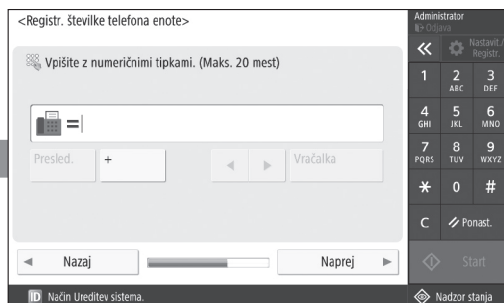 <Registr. številke telefona enote>
Vpišite z numeričnimi tipkami. (Maks. 20 mest)
=
Presled.
+
Vračalka
Nazaj
Naprej
ID Način Ureditev sistema.
Administrator
Odjava
Nastavit./
Registr.
1
2
3
ABC
DEF
4
5
6
GHI
JKL
MNO
7
8
9
PQRS
TUV
WXYZ
*
0
#
C
Ponast.
Start
Nadzor stanja